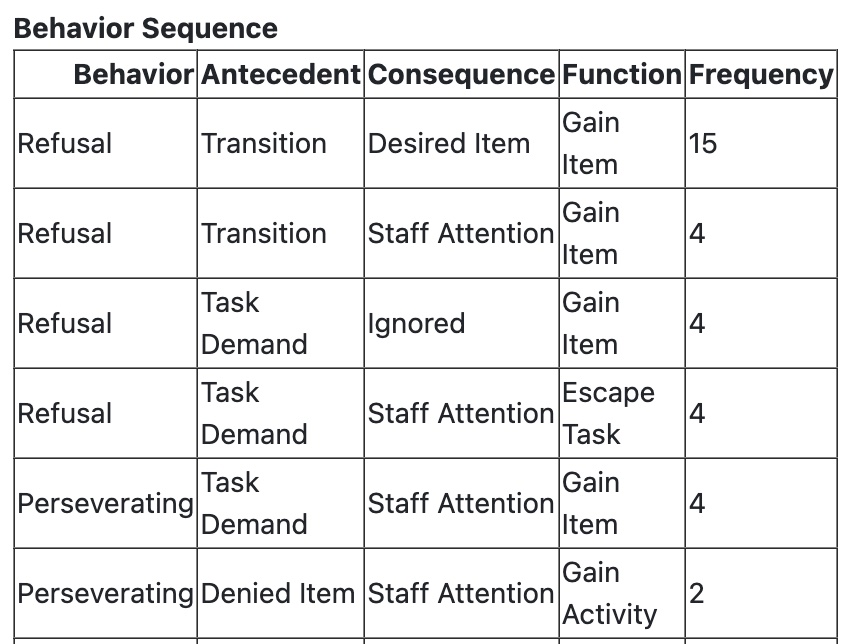 Behavior Sequence
Behavior Antecedent Consequence Function Frequency
Refusal Transition Desired Item Gain Item 15
Refusal Transition Staff Attention Gain Item 4
Refusal Task Demand Ignored Gain Item 4
Refusal Task Demand Staff Attention Escape Task 4
Perseverating Task Demand Staff Attention Gain Item 4
Perseverating Denied Item Staff Attention Gain Activity 2